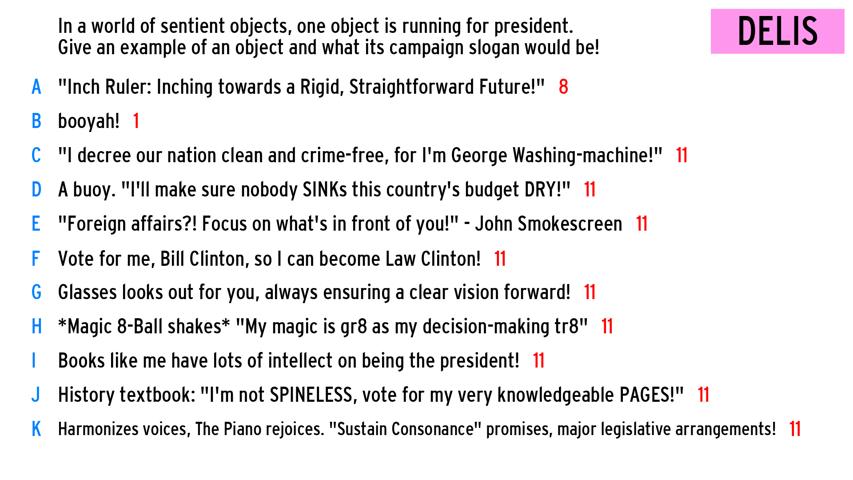 In a world of sentient objects, one object is running for president.
Give an example of an object and what its campaign slogan would be!
DELIS
A "Inch Ruler: Inching towards a Rigid, Straightforward Future!" 8
B booyah! 1
C "I decree our nation clean and crime-free, for I'm George Washing-machine!" 11
D A buoy. "I'll make sure nobody SINKs this country's budget DRY!" 11
E "Foreign affairs?! Focus on what's in front of you!" - John Smokescreen 11
F Vote for me, Bill Clinton, so I can become Law Clinton! 11
G Glasses looks out for you, always ensuring a clear vision forward! 11
H *Magic 8-Ball shakes* "My magic is gr8 as my decision-making tr8" 11
I Books like me have lots of intellect on being the president! 11
J History textbook: "I'm not SPINELESS, vote for my very knowledgeable PAGES!" 11
K Harmonizes voices, The Piano rejoices. "Sustain Consonance" promises, major legislative arrangements! 11